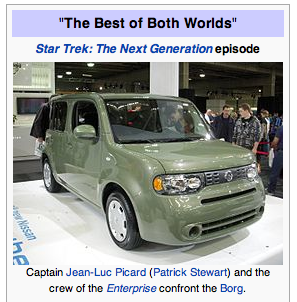 "The Best of Both Worlds"
Star Trek: The Next Generation episode
Nissan
Captain Jean-Luc Picard (Patrick Stewart) and the
crew of the Enterprise confront the Borg.